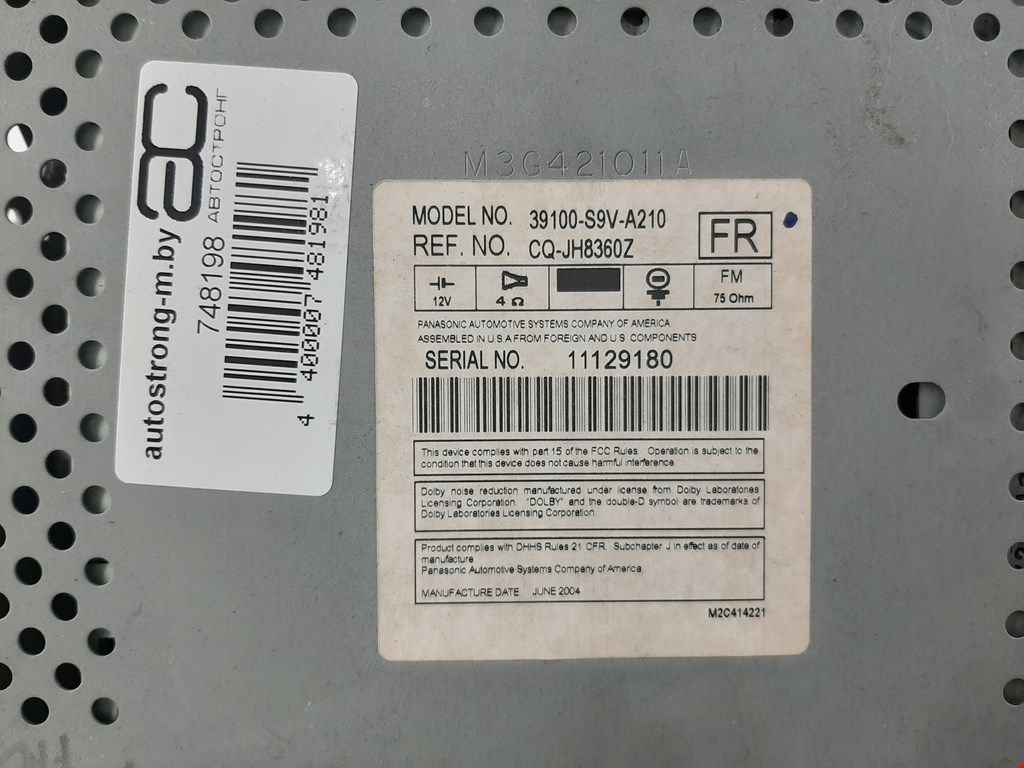 ac
АВТОСТРОНГ
autostrong-m.by
748198
4 400007 481981
M3G421011A
MODEL NO. 39100-S9V-A210
REF. NO. CQ-JH8360Z
FR
12V
4 Ω
FM
75 Ohm
PANASONIC AUTOMOTIVE SYSTEMS COMPANY OF AMERICA
ASSEMBLED IN U S A FROM FOREIGN AND U S. COMPONENTS
SERIAL NO. 11129180
This device complies with part 15 of the FCC Rules. Operation is subject to the
condition that this device does not cause harmful interference.
Dolby noise reduction manufactured under license from Dolby Laboratories
Licensing Corporation. "DOLBY" and the double-D symbol are trademarks of
Dolby Laboratories Licensing Corporation.
Product complies with DHHS Rules 21 CFR Subchapter J in effect as of date of
manufacture.
Panasonic Automotive Systems Company of America.
MANUFACTURE DATE JUNE 2004
M2C414221